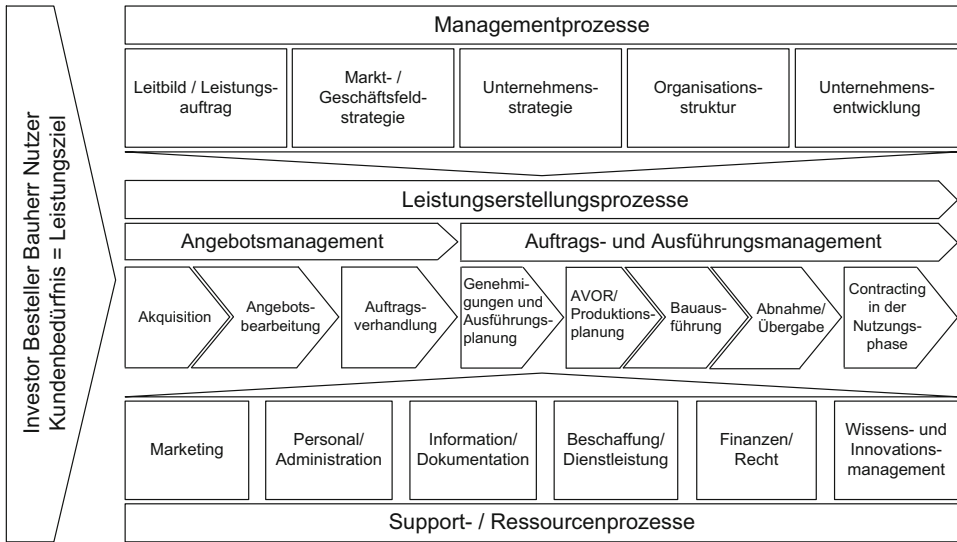 Investor Besteller Bauherr Nutzer
Kundenbedürfnis = Leistungsziel
Managementprozesse
Leitbild / Leistungs-
auftrag
Markt- /
Geschäftsfeld-
strategie
Unternehmens-
strategie
Organisations-
struktur
Unternehmens-
entwicklung
Leistungserstellungsprozesse
Angebotsmanagement
Auftrags- und Ausführungsmanagement
Akquisition
Angebots-
bearbeitung
Auftrags-
verhandlung
Genehmi-
gungen und
Ausführungs-
planung
AVOR/
Produktions-
planung
Bauaus-
führung
Abnahme/
Übergabe
Contracting
in der
Nutzungs-
phase
Marketing
Personal/
Administration
Information/
Dokumentation
Beschaffung/
Dienstleistung
Finanzen/
Recht
Wissens- und
Innovations-
management
Support- / Ressourcenprozesse